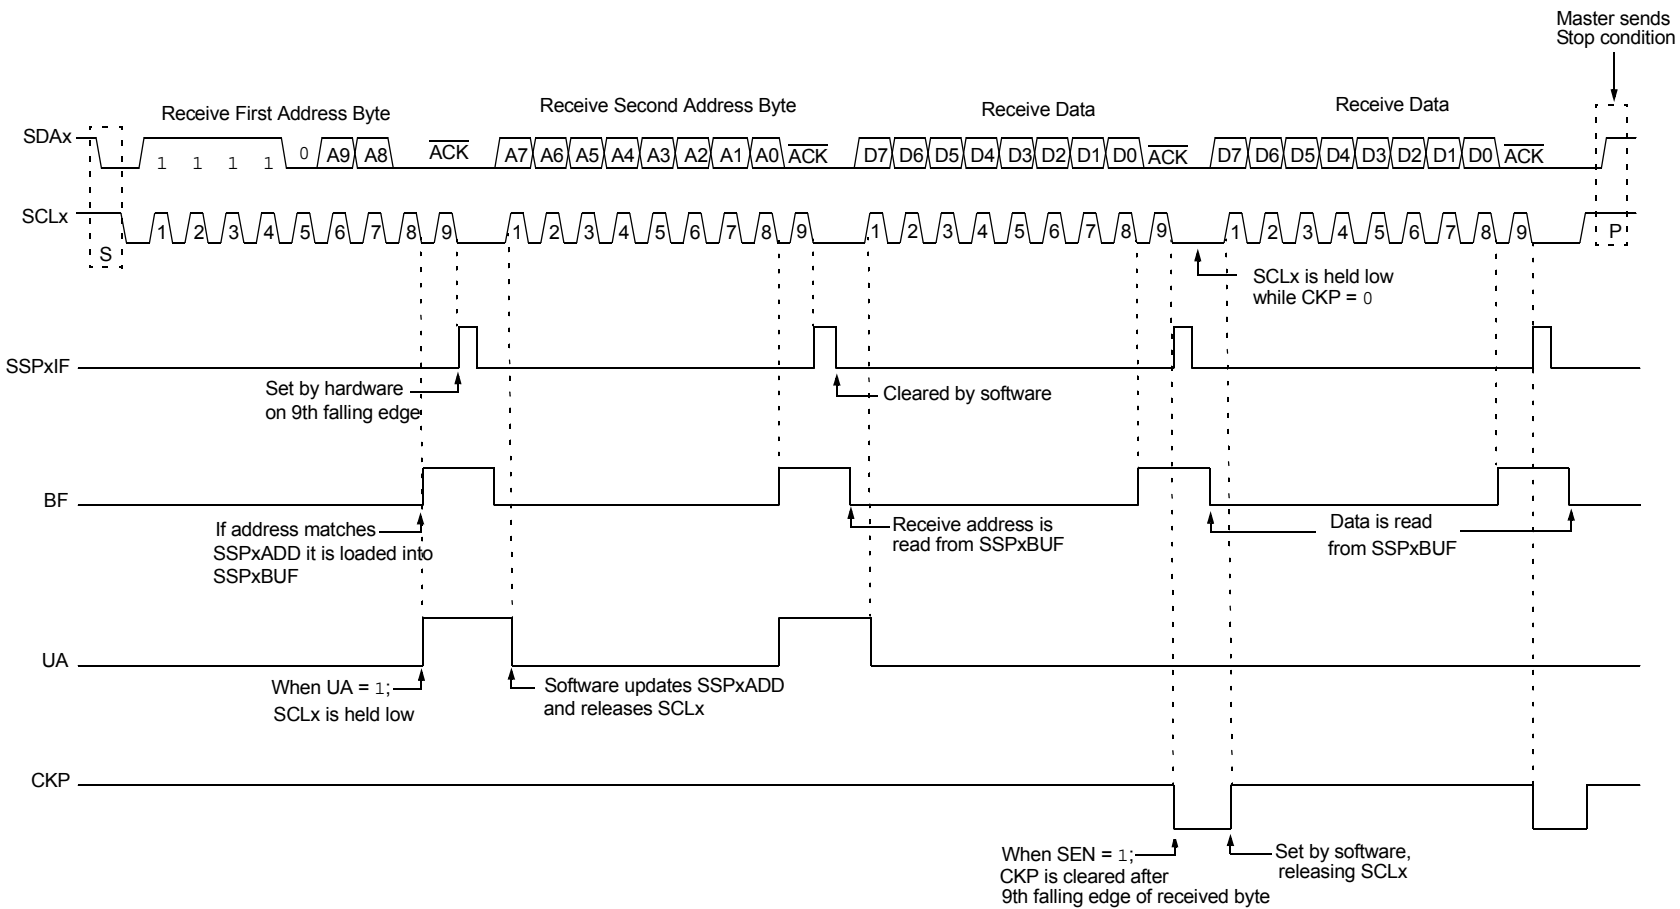 Master sends
Stop condition
Receive First Address Byte
Receive Second Address Byte
Receive Data
Receive Data
SDAx
1 1 1 1 0 A9 A8 ACK A7 A6 A5 A4 A3 A2 A1 A0 ACK D7 D6 D5 D4 D3 D2 D1 D0 ACK D7 D6 D5 D4 D3 D2 D1 D0 ACK
SCLx
S
1 2 3 4 5 6 7 8 9 1 2 3 4 5 6 7 8 9 1 2 3 4 5 6 7 8 9 1 2 3 4 5 6 7 8 9
P
SCLx is held low
while CKP = 0
SSPxIF
Set by hardware
on 9th falling edge
Cleared by software
BF
If address matches
SSPxADD it is loaded into
SSPxBUF
Receive address is
read from SSPxBUF
Data is read
from SSPxBUF
UA
When UA = 1;
SCLx is held low
Software updates SSPxADD
and releases SCLx
CKP
When SEN = 1;
CKP is cleared after
9th falling edge of received byte
Set by software,
releasing SCLx